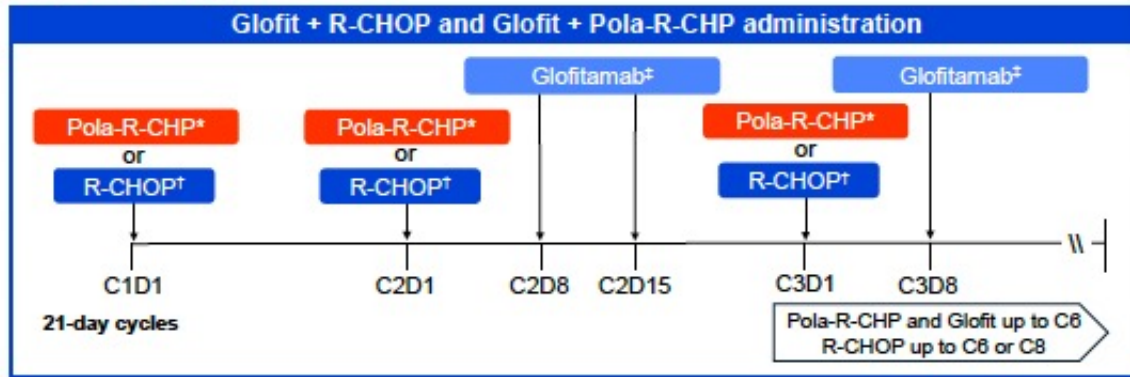 Glofit + R-CHOP and Glofit + Pola-R-CHP administration
Glofitamab‡
Glofitamab‡
Pola-R-CHP*
or
R-CHOP†
Pola-R-CHP*
or
R-CHOP†
Pola-R-CHP*
or
R-CHOP†
\\
C1D1
C2D1
C2D8
C2D15
C3D1
C3D8
21-day cycles
Pola-R-CHP and Glofit up to C6
R-CHOP up to C6 or C8